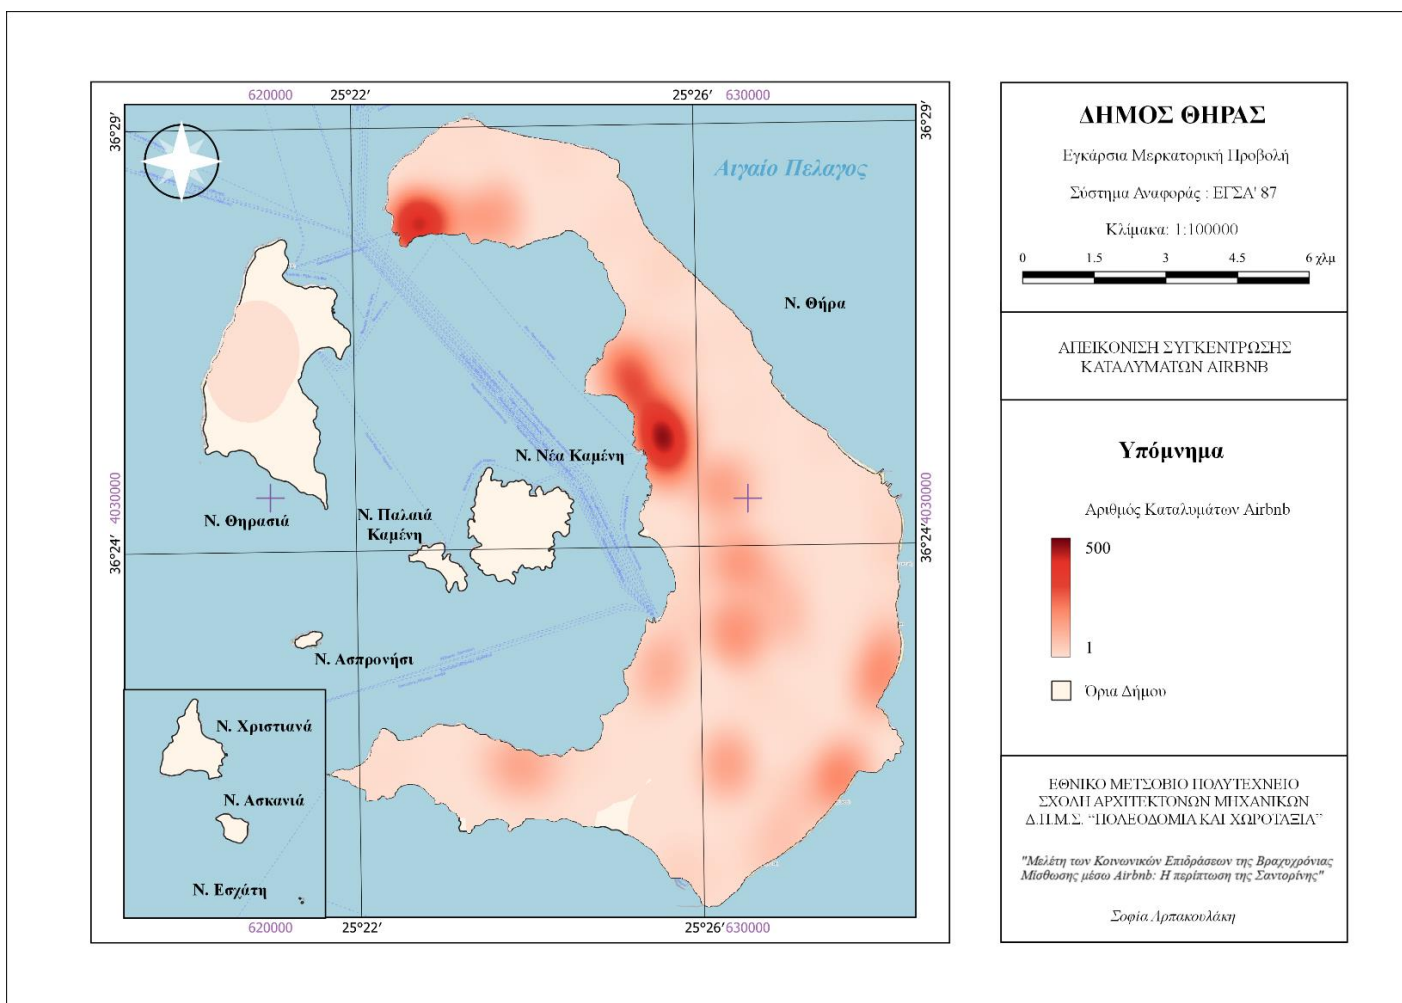 620000 25°22′ 25°26′ 630000
36°29′ 36°29′
Αιγαίο Πέλαγος
Ν. Θήρα
Ν. Νέα Καμένη
4030000 4030000
Ν. Θηρασιά
Ν. Παλαιά
Καμένη
36°24′ 36°24′
Ν. Ασπρονήσι
Ν. Χριστιανά
Ν. Ασκανιά
Ν. Εσχάτη
620000 25°22′ 25°26′ 630000
ΔΗΜΟΣ ΘΗΡΑΣ
Εγκάρσια Μερκατορική Προβολή
Σύστημα Αναφοράς : ΕΓΣΑ' 87
Κλίμακα: 1:100000
0 1.5 3 4.5 6 χλμ
ΑΠΕΙΚΟΝΙΣΗ ΣΥΓΚΕΝΤΡΩΣΗΣ
ΚΑΤΑΛΥΜΑΤΩΝ AIRBNB
Υπόμνημα
Αριθμός Καταλυμάτων Airbnb
500
1
Όρια Δήμου
ΕΘΝΙΚΟ ΜΕΤΣΟΒΙΟ ΠΟΛΥΤΕΧΝΕΙΟ
ΣΧΟΛΗ ΑΡΧΙΤΕΚΤΟΝΩΝ ΜΗΧΑΝΙΚΩΝ
Δ.Π.Μ.Σ. “ΠΟΛΕΟΔΟΜΙΑ ΚΑΙ ΧΩΡΟΤΑΞΙΑ”
"Μελέτη των Κοινωνικών Επιδράσεων της Βραχυχρόνιας
Μίσθωσης μέσω Airbnb: Η περίπτωση της Σαντορίνης"
Σοφία Αρπακουλάκη